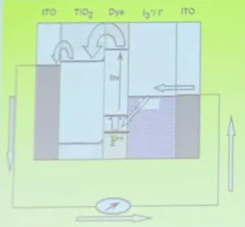 ITO TiO₂ Dye I₃⁻/I⁻ ITO
hν
P*